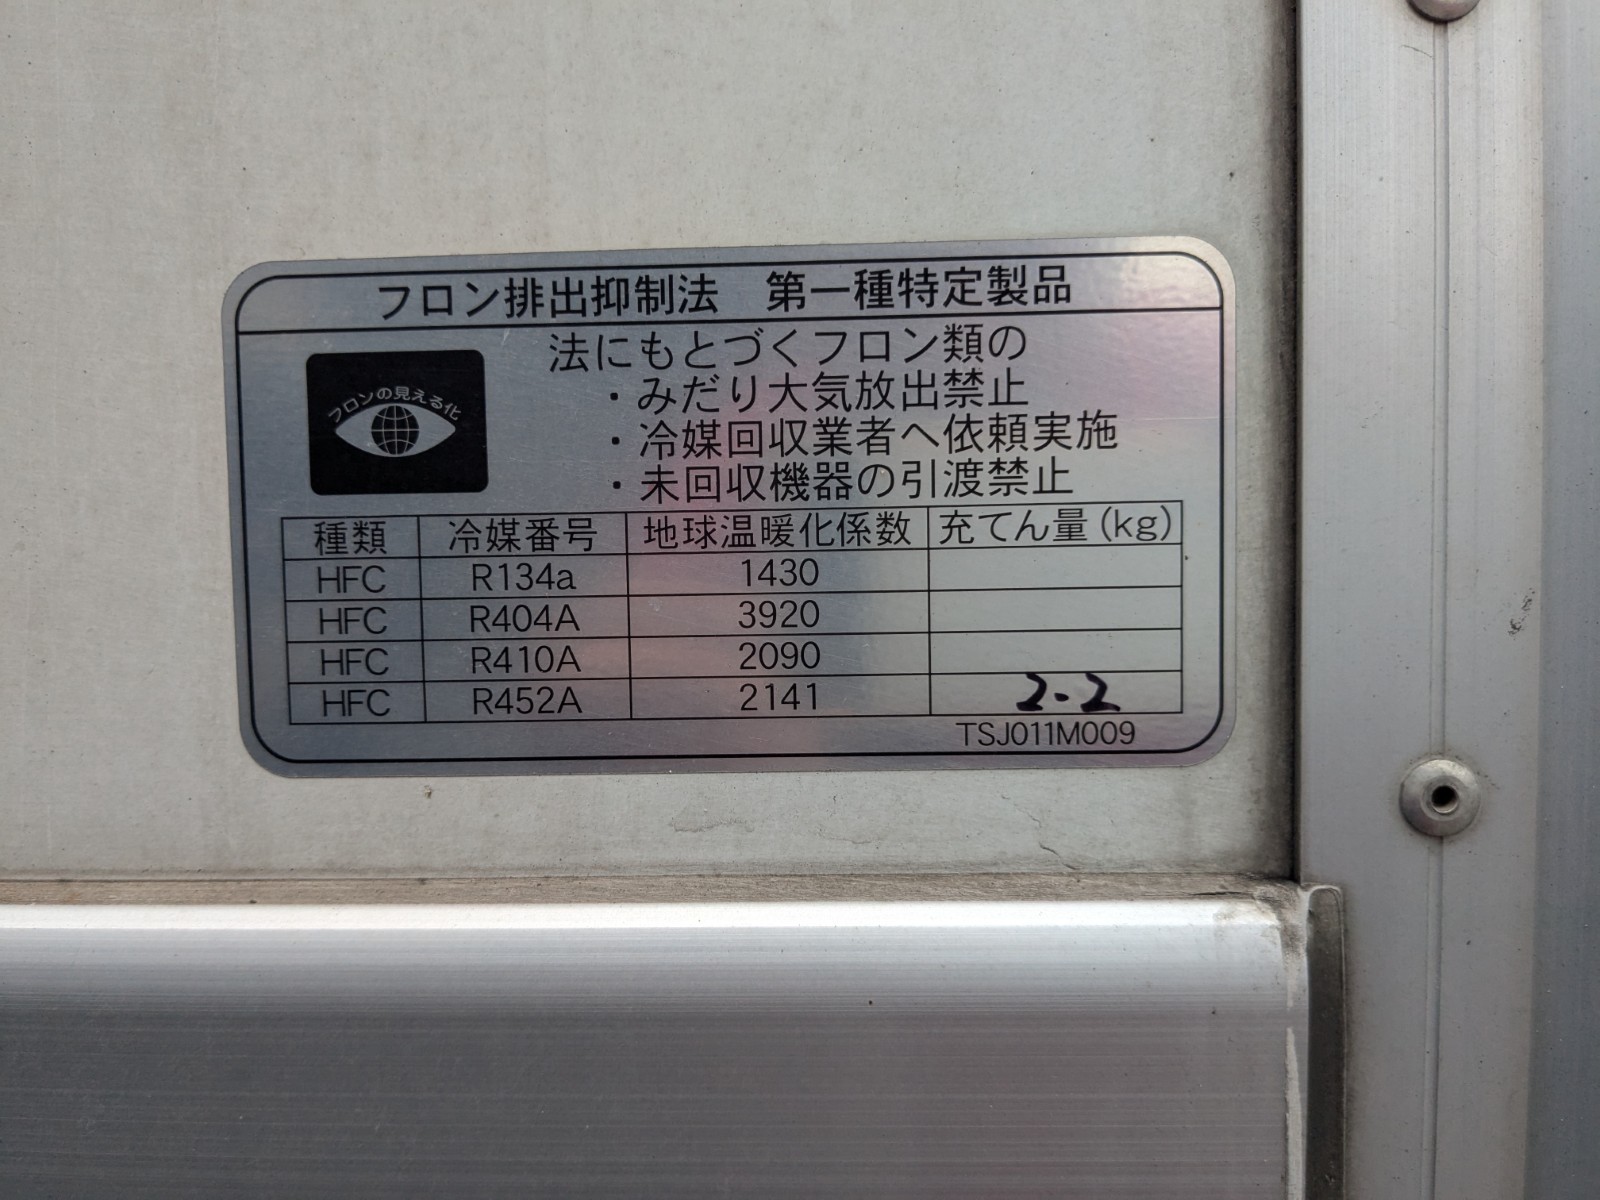 フロン排出抑制法　第一種特定製品
フロンの見える化
法にもとづくフロン類の
・みだり大気放出禁止
・冷媒回収業者へ依頼実施
・未回収機器の引渡禁止
種類 冷媒番号 地球温暖化係数 充てん量(kg)
HFC R134a 1430
HFC R404A 3920
HFC R410A 2090
HFC R452A 2141 2.2
TSJ011M009